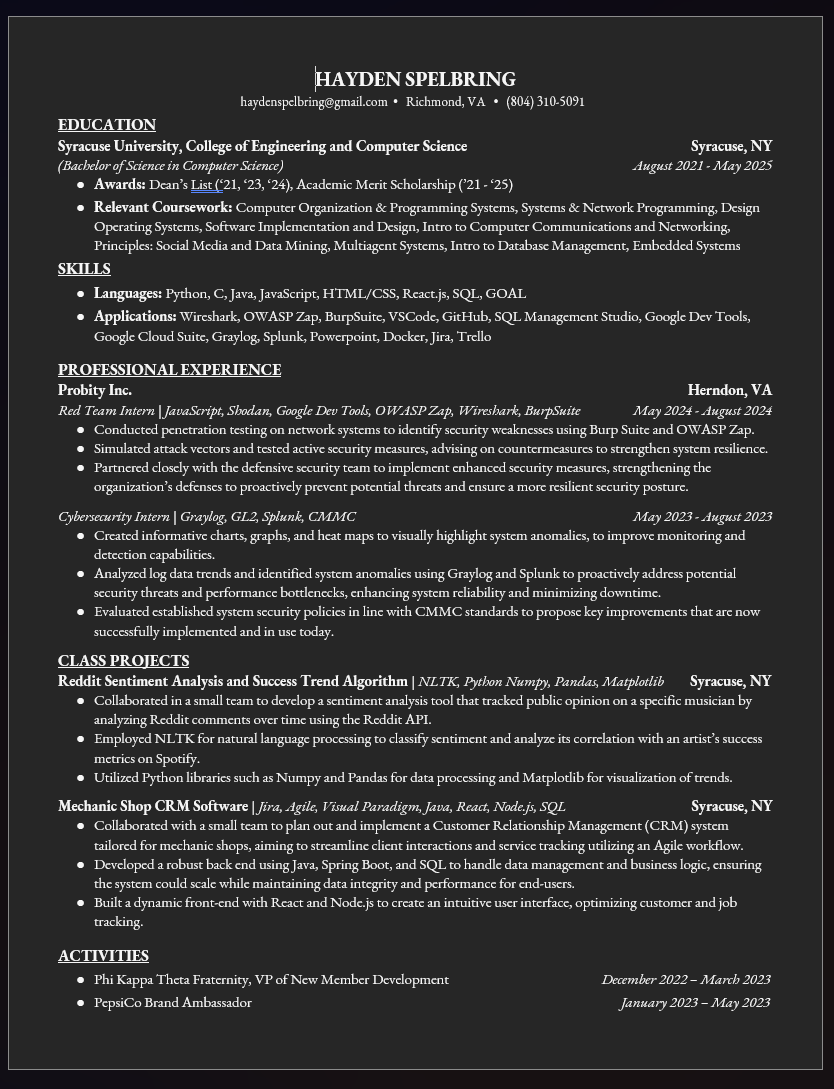 HAYDEN SPELBRING
haydenspelbring@gmail.com • Richmond, VA • (804) 310-5091
EDUCATION
Syracuse University, College of Engineering and Computer Science Syracuse, NY
(Bachelor of Science in Computer Science) August 2021 - May 2025
● Awards: Dean's List (‘21, ‘23, ‘24), Academic Merit Scholarship (’21 - ‘25)
● Relevant Coursework: Computer Organization & Programming Systems, Systems & Network Programming, Design
Operating Systems, Software Implementation and Design, Intro to Computer Communications and Networking,
Principles: Social Media and Data Mining, Multiagent Systems, Intro to Database Management, Embedded Systems
SKILLS
● Languages: Python, C, Java, JavaScript, HTML/CSS, React.js, SQL, GOAL
● Applications: Wireshark, OWASP Zap, BurpSuite, VSCode, GitHub, SQL Management Studio, Google Dev Tools,
Google Cloud Suite, Graylog, Splunk, Powerpoint, Docker, Jira, Trello
PROFESSIONAL EXPERIENCE
Probity Inc. Herndon, VA
Red Team Intern | JavaScript, Shodan, Google Dev Tools, OWASP Zap, Wireshark, BurpSuite May 2024 - August 2024
● Conducted penetration testing on network systems to identify security weaknesses using Burp Suite and OWASP Zap.
● Simulated attack vectors and tested active security measures, advising on countermeasures to strengthen system resilience.
● Partnered closely with the defensive security team to implement enhanced security measures, strengthening the
organization's defenses to proactively prevent potential threats and ensure a more resilient security posture.
Cybersecurity Intern | Graylog, GL2, Splunk, CMMC May 2023 - August 2023
● Created informative charts, graphs, and heat maps to visually highlight system anomalies, to improve monitoring and
detection capabilities.
● Analyzed log data trends and identified system anomalies using Graylog and Splunk to proactively address potential
security threats and performance bottlenecks, enhancing system reliability and minimizing downtime.
● Evaluated established system security policies in line with CMMC standards to propose key improvements that are now
successfully implemented and in use today.
CLASS PROJECTS
Reddit Sentiment Analysis and Success Trend Algorithm | NLTK, Python Numpy, Pandas, Matplotlib Syracuse, NY
● Collaborated in a small team to develop a sentiment analysis tool that tracked public opinion on a specific musician by
analyzing Reddit comments over time using the Reddit API.
● Employed NLTK for natural language processing to classify sentiment and analyze its correlation with an artist's success
metrics on Spotify.
● Utilized Python libraries such as Numpy and Pandas for data processing and Matplotlib for visualization of trends.
Mechanic Shop CRM Software | Jira, Agile, Visual Paradigm, Java, React, Node.js, SQL Syracuse, NY
● Collaborated with a small team to plan out and implement a Customer Relationship Management (CRM) system
tailored for mechanic shops, aiming to streamline client interactions and service tracking utilizing an Agile workflow.
● Developed a robust back end using Java, Spring Boot, and SQL to handle data management and business logic, ensuring
the system could scale while maintaining data integrity and performance for end-users.
● Built a dynamic front-end with React and Node.js to create an intuitive user interface, optimizing customer and job
tracking.
ACTIVITIES
● Phi Kappa Theta Fraternity, VP of New Member Development December 2022 – March 2023
● PepsiCo Brand Ambassador January 2023 – May 2023